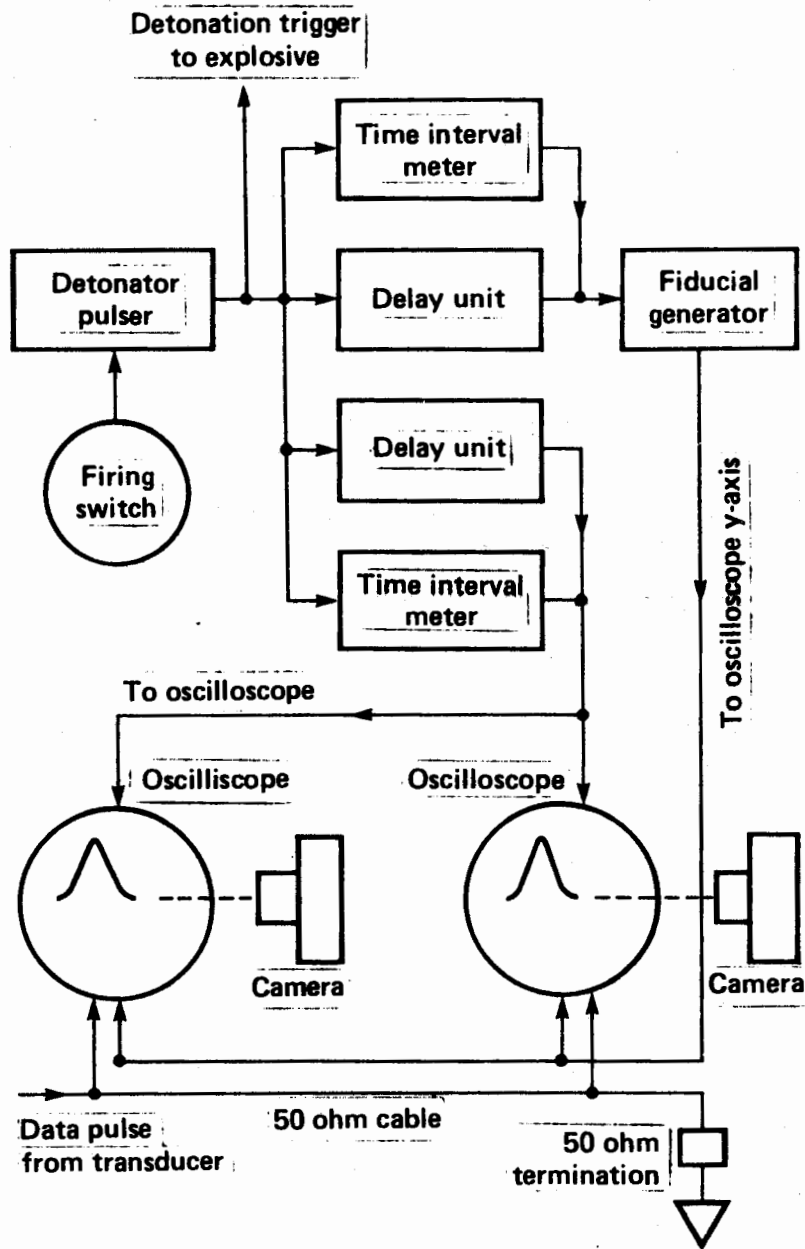 Detonation trigger
to explosive
Time interval
meter
Detonator
pulser
Delay unit
Fiducial
generator
Firing
switch
Delay unit
Time interval
meter
To oscilloscope y-axis
To oscilloscope
Oscilliscope
Oscilloscope
Camera
Camera
Data pulse
from transducer
50 ohm cable
50 ohm
termination